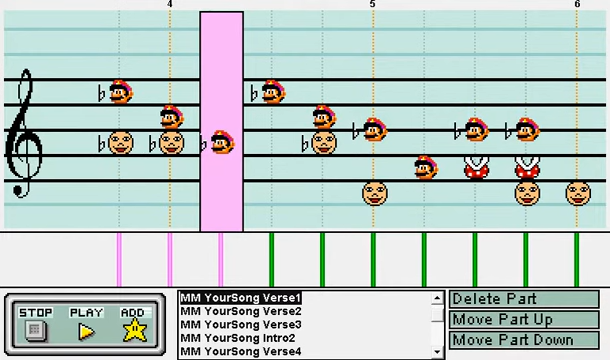 4 5 6
STOP PLAY ADD
MM YourSong Verse1
MM YourSong Verse2
MM YourSong Verse3
MM YourSong Intro2
MM YourSong Verse4
Delete Part
Move Part Up
Move Part Down